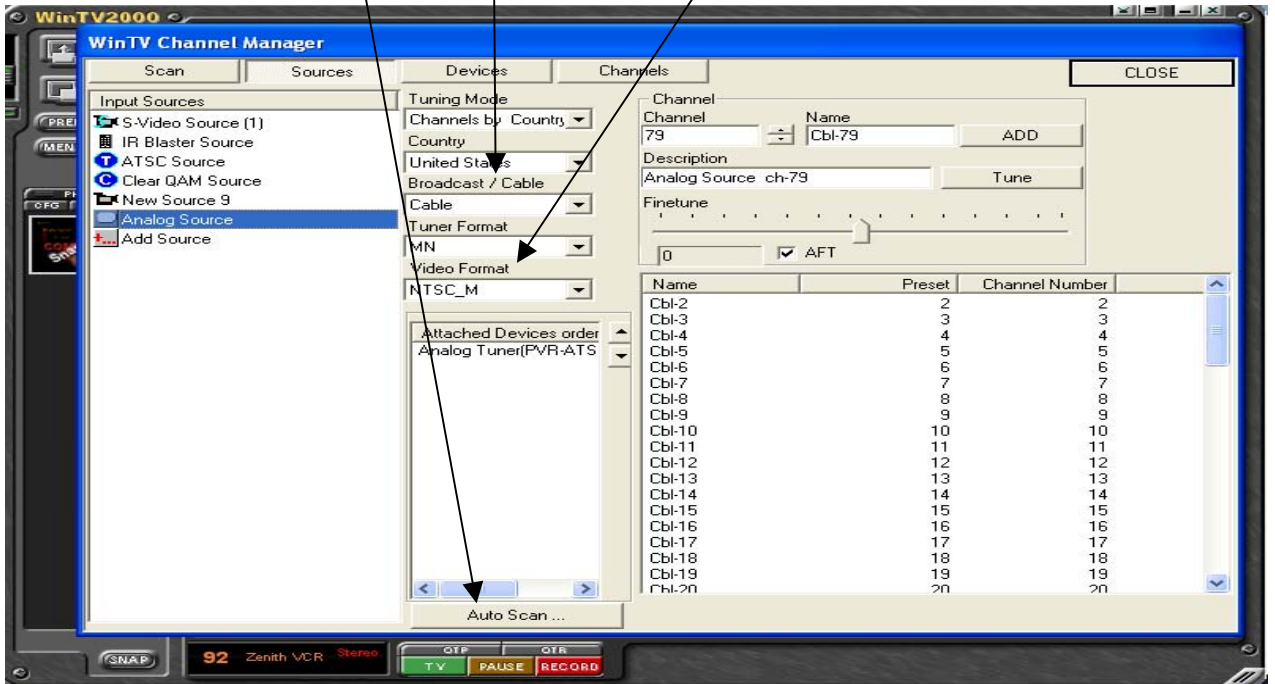 WinTV2000
WinTV Channel Manager
Scan
Sources
Devices
Channels
CLOSE
Input Sources
S-Video Source (1)
IR Blaster Source
ATSC Source
Clear QAM Source
New Source 9
Analog Source
Add Source
Tuning Mode
Channels by Country
Country
United States
Broadcast / Cable
Cable
Tuner Format
MN
Video Format
NTSC_M
Attached Devices order
Analog Tuner(PVR-ATS
Auto Scan ...
Channel
Channel Name
79 Cbl-79 ADD
Description
Analog Source ch-79 Tune
Finetune
0 AFT
Name Preset Channel Number
Cbl-2 2 2
Cbl-3 3 3
Cbl-4 4 4
Cbl-5 5 5
Cbl-6 6 6
Cbl-7 7 7
Cbl-8 8 8
Cbl-9 9 9
Cbl-10 10 10
Cbl-11 11 11
Cbl-12 12 12
Cbl-13 13 13
Cbl-14 14 14
Cbl-15 15 15
Cbl-16 16 16
Cbl-17 17 17
Cbl-18 18 18
Cbl-19 19 19
Cbl-20 20 20
PRE
MEN
CFG
SNAP
92 Zenith VCR Stereo
OTP OTR
TV PAUSE RECORD